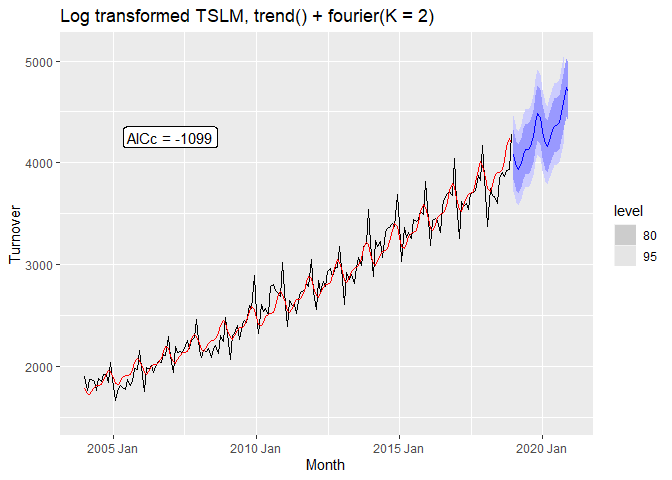 Log transformed TSLM, trend() + fourier(K = 2)
5000
4000
3000
2000
Turnover
AICc = -1099
level
80
95
2005 Jan
2010 Jan
2015 Jan
2020 Jan
Month